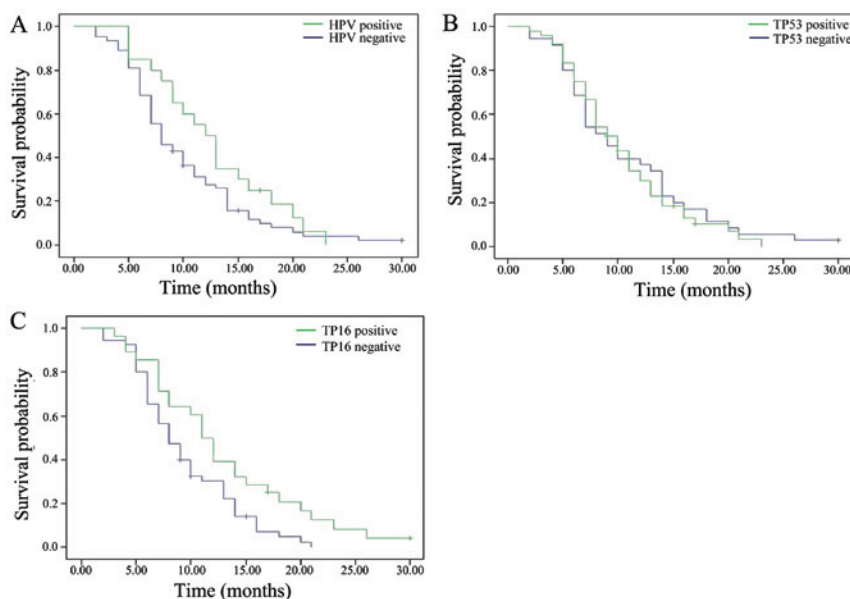 A
HPV positive
HPV negative
Survival probability
1.0
0.8
0.6
0.4
0.2
0.0
0.00 5.00 10.00 15.00 20.00 25.00 30.00
Time (months)
B
TP53 positive
TP53 negative
Survival probability
1.0
0.8
0.6
0.4
0.2
0.0
0.00 5.00 10.00 15.00 20.00 25.00 30.00
Time (months)
C
TP16 positive
TP16 negative
Survival probability
1.0
0.8
0.6
0.4
0.2
0.0
0.00 5.00 10.00 15.00 20.00 25.00 30.00
Time (months)